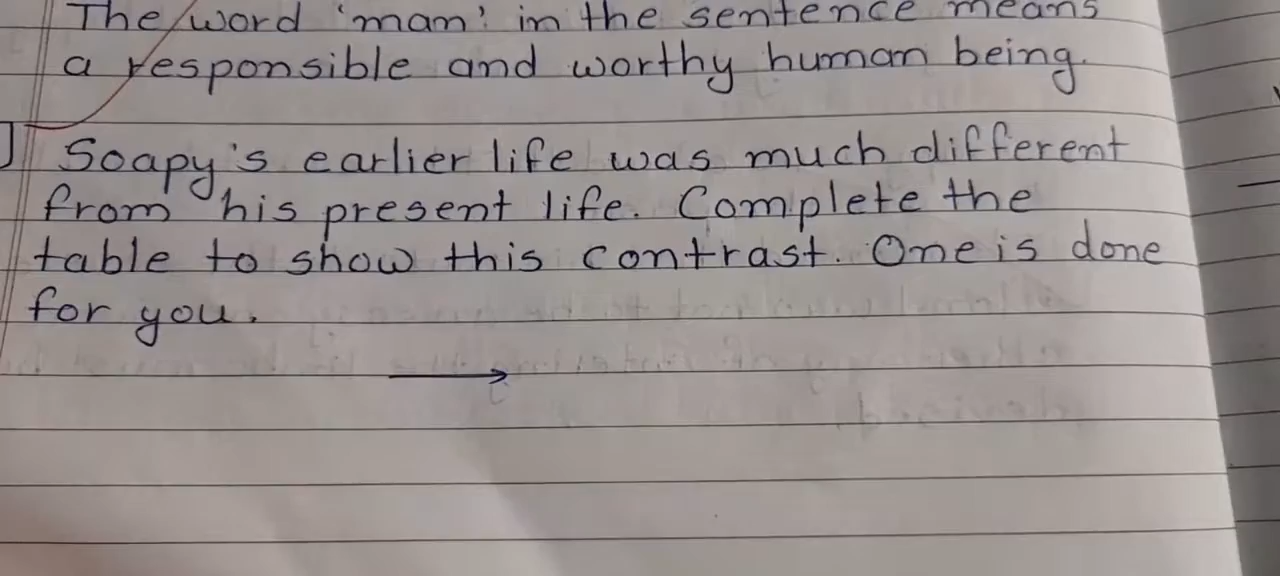 The word 'man' in the sentence means
a responsible and worthy human being.
Soapy's earlier life was much different
from his present life. Complete the
table to show this contrast. One is done
for you.